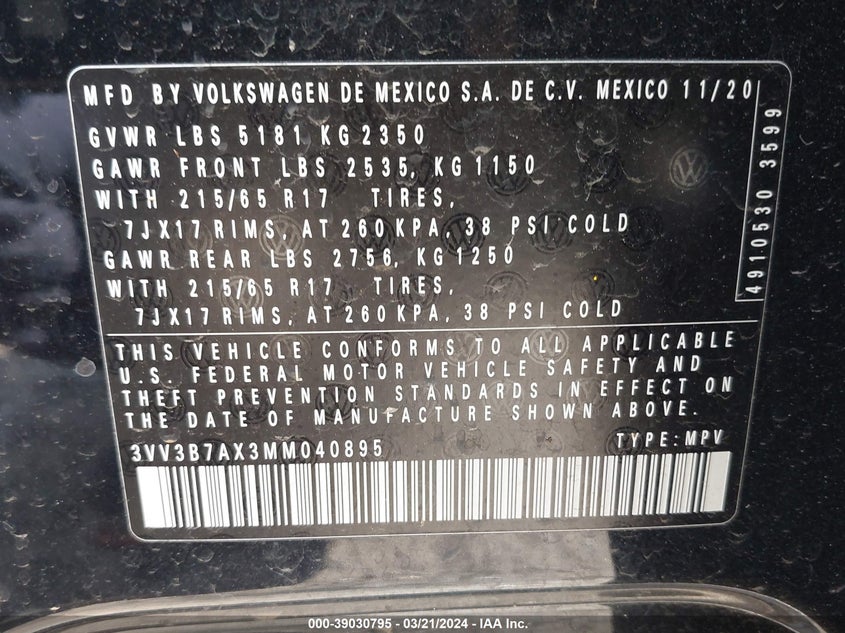 MFD BY VOLKSWAGEN DE MEXICO S.A. DE C.V. MEXICO 11/20
GVWR LBS 5181 KG 2350
GAWR FRONT LBS 2535, KG 1150
WITH 215/65 R17 TIRES,
7JX17 RIMS, AT 260 KPA, 38 PSI COLD
GAWR REAR LBS 2756, KG 1250
WITH 215/65 R17 TIRES,
7JX17 RIMS, AT 260 KPA, 38 PSI COLD
4910530 3599
THIS VEHICLE CONFORMS TO ALL APPLICABLE
U.S. FEDERAL MOTOR VEHICLE SAFETY AND
THEFT PREVENTION STANDARDS IN EFFECT ON
THE DATE OF MANUFACTURE SHOWN ABOVE.
3VV3B7AX3MM040895 TYPE: MPV
000-39030795 - 03/21/2024 - IAA Inc.